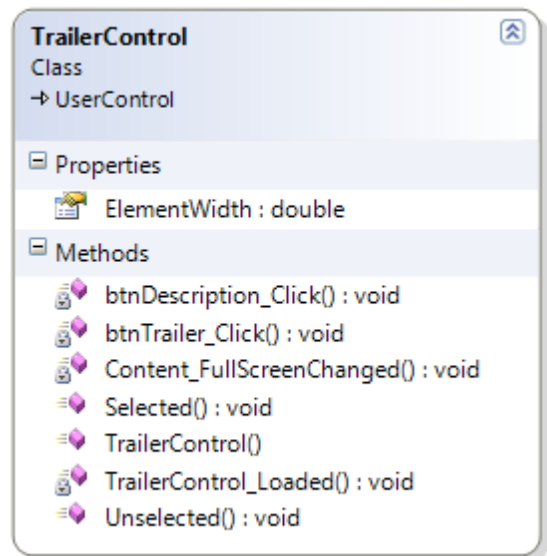 TrailerControl
Class
UserControl
Properties
ElementWidth : double
Methods
btnDescription_Click() : void
btnTrailer_Click() : void
Content_FullScreenChanged() : void
Selected() : void
TrailerControl()
TrailerControl_Loaded() : void
Unselected() : void